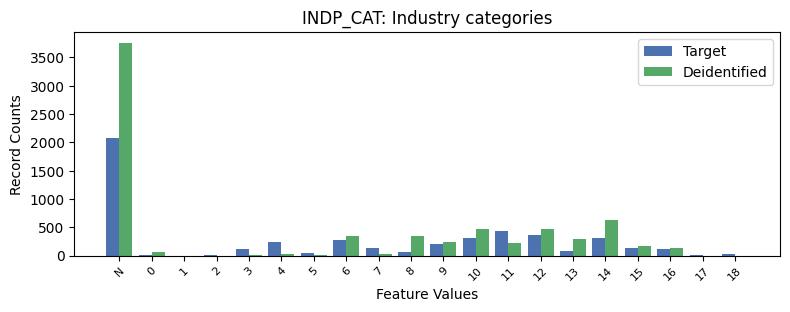 INDP_CAT: Industry categories
Target
Deidentified
Record Counts
3500
3000
2500
2000
1500
1000
500
0
N 0 1 2 3 4 5 6 7 8 9 10 11 12 13 14 15 16 17 18
Feature Values